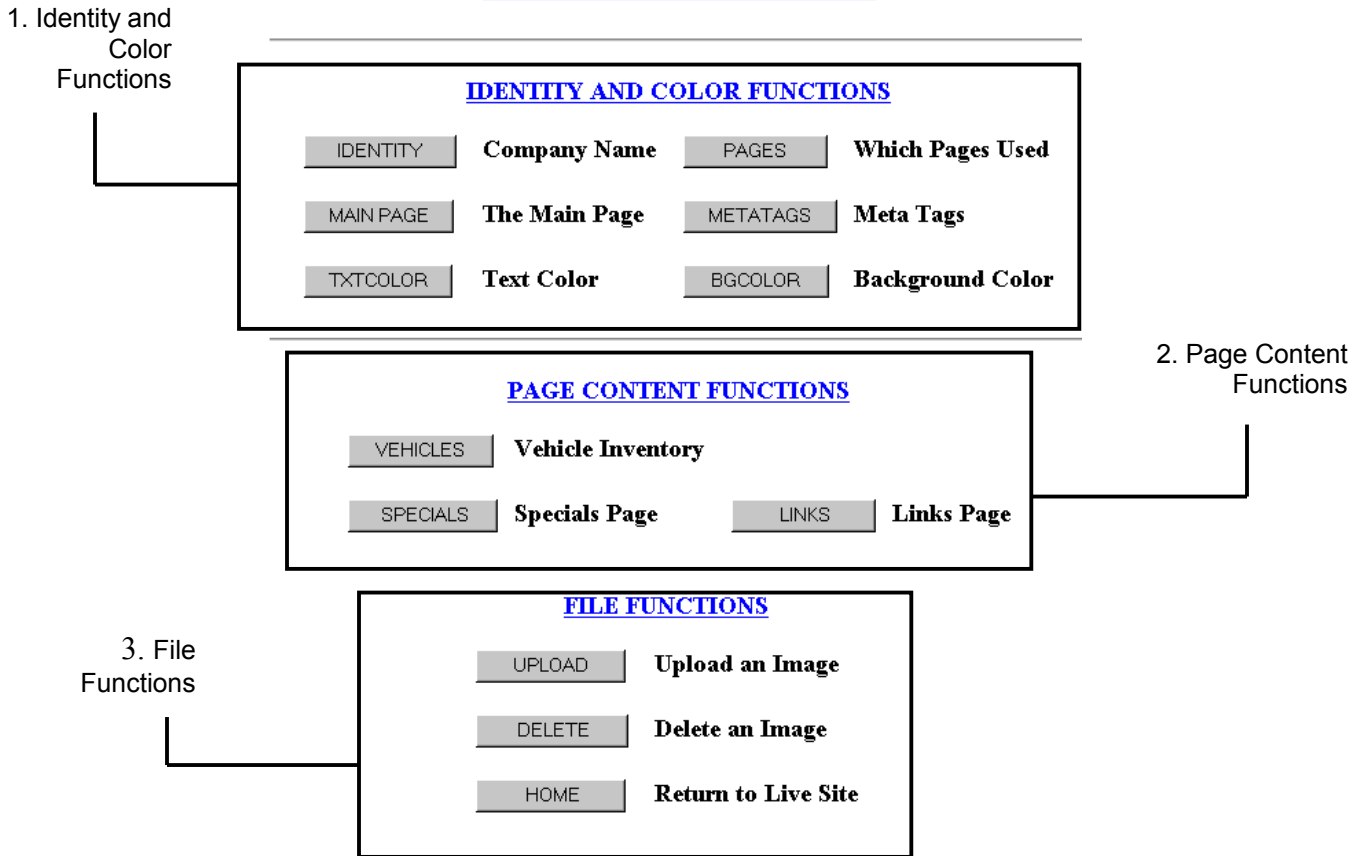 1. Identity and
Color
Functions
IDENTITY AND COLOR FUNCTIONS
IDENTITY Company Name PAGES Which Pages Used
MAIN PAGE The Main Page METATAGS Meta Tags
TXTCOLOR Text Color BGCOLOR Background Color
2. Page Content
Functions
PAGE CONTENT FUNCTIONS
VEHICLES Vehicle Inventory
SPECIALS Specials Page LINKS Links Page
3. File
Functions
FILE FUNCTIONS
UPLOAD Upload an Image
DELETE Delete an Image
HOME Return to Live Site